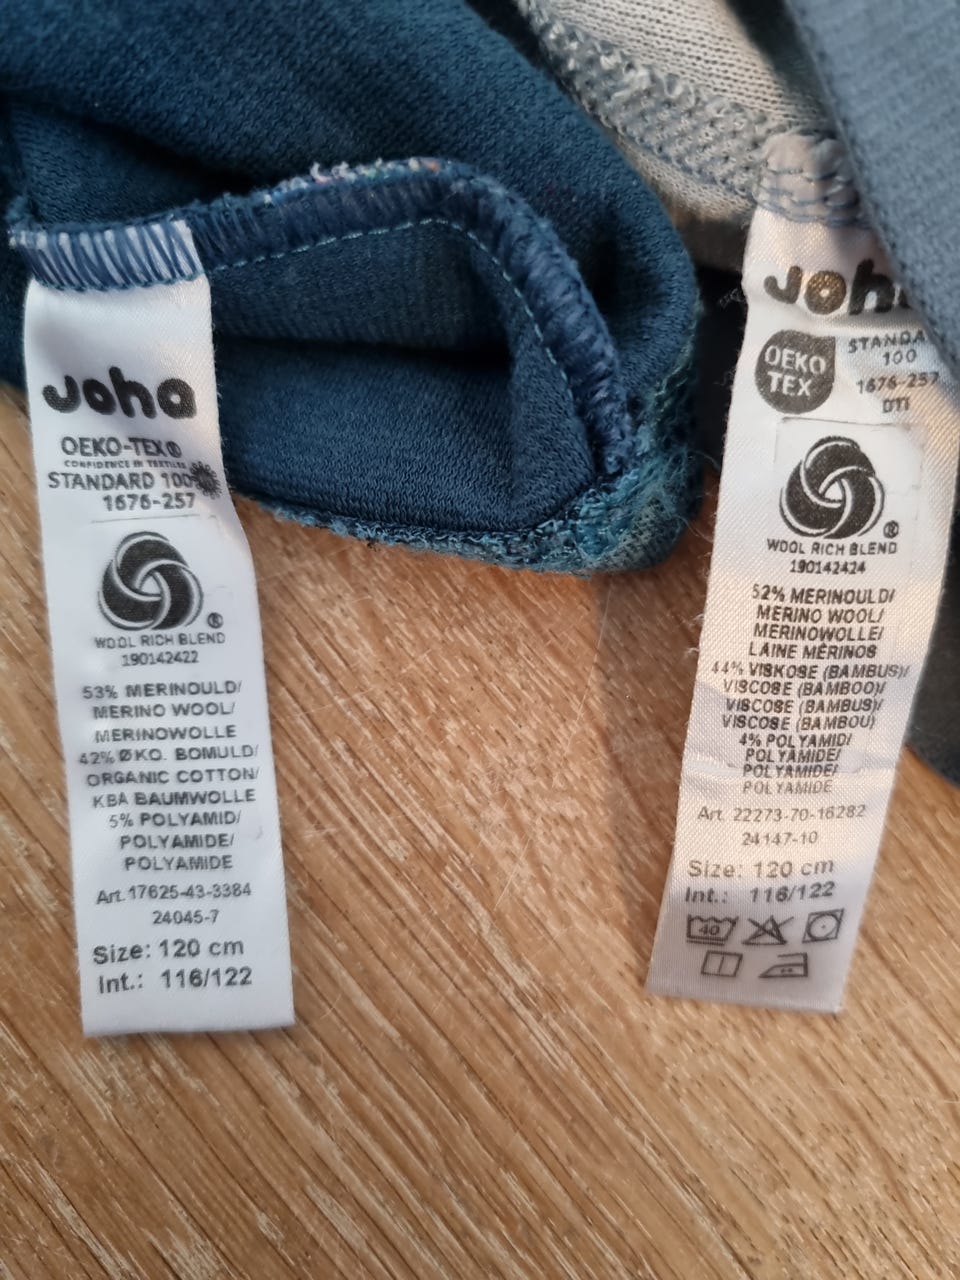 Joha
OEKO-TEX®
CONFIDENCE IN TEXTILES
STANDARD 100
1676-257
®
WOOL RICH BLEND
190142422
53% MERINOULD/
MERINO WOOL/
MERINOWOLLE
42% ØKO. BOMULD/
ORGANIC COTTON/
KBA BAUMWOLLE
5% POLYAMID/
POLYAMIDE/
POLYAMIDE
Art. 17625-43-3384
24045-7
Size: 120 cm
Int.: 116/122
Joh
OEKO
TEX
STANDA
100
1676-257
DTI
®
WOOL RICH BLEND
190142424
52% MERINOULD/
MERINO WOOL/
MERINOWOLLE/
LAINE MÉRINOS
44% VISKOSE (BAMBUS)/
VISCOSE (BAMBOO)/
VISCOSE (BAMBUS)/
VISCOSE (BAMBOU)
4% POLYAMID/
POLYAMIDE/
POLYAMIDE/
POLYAMIDE
Art. 22273-70-16282
24147-10
Size: 120 cm
Int.: 116/122
40